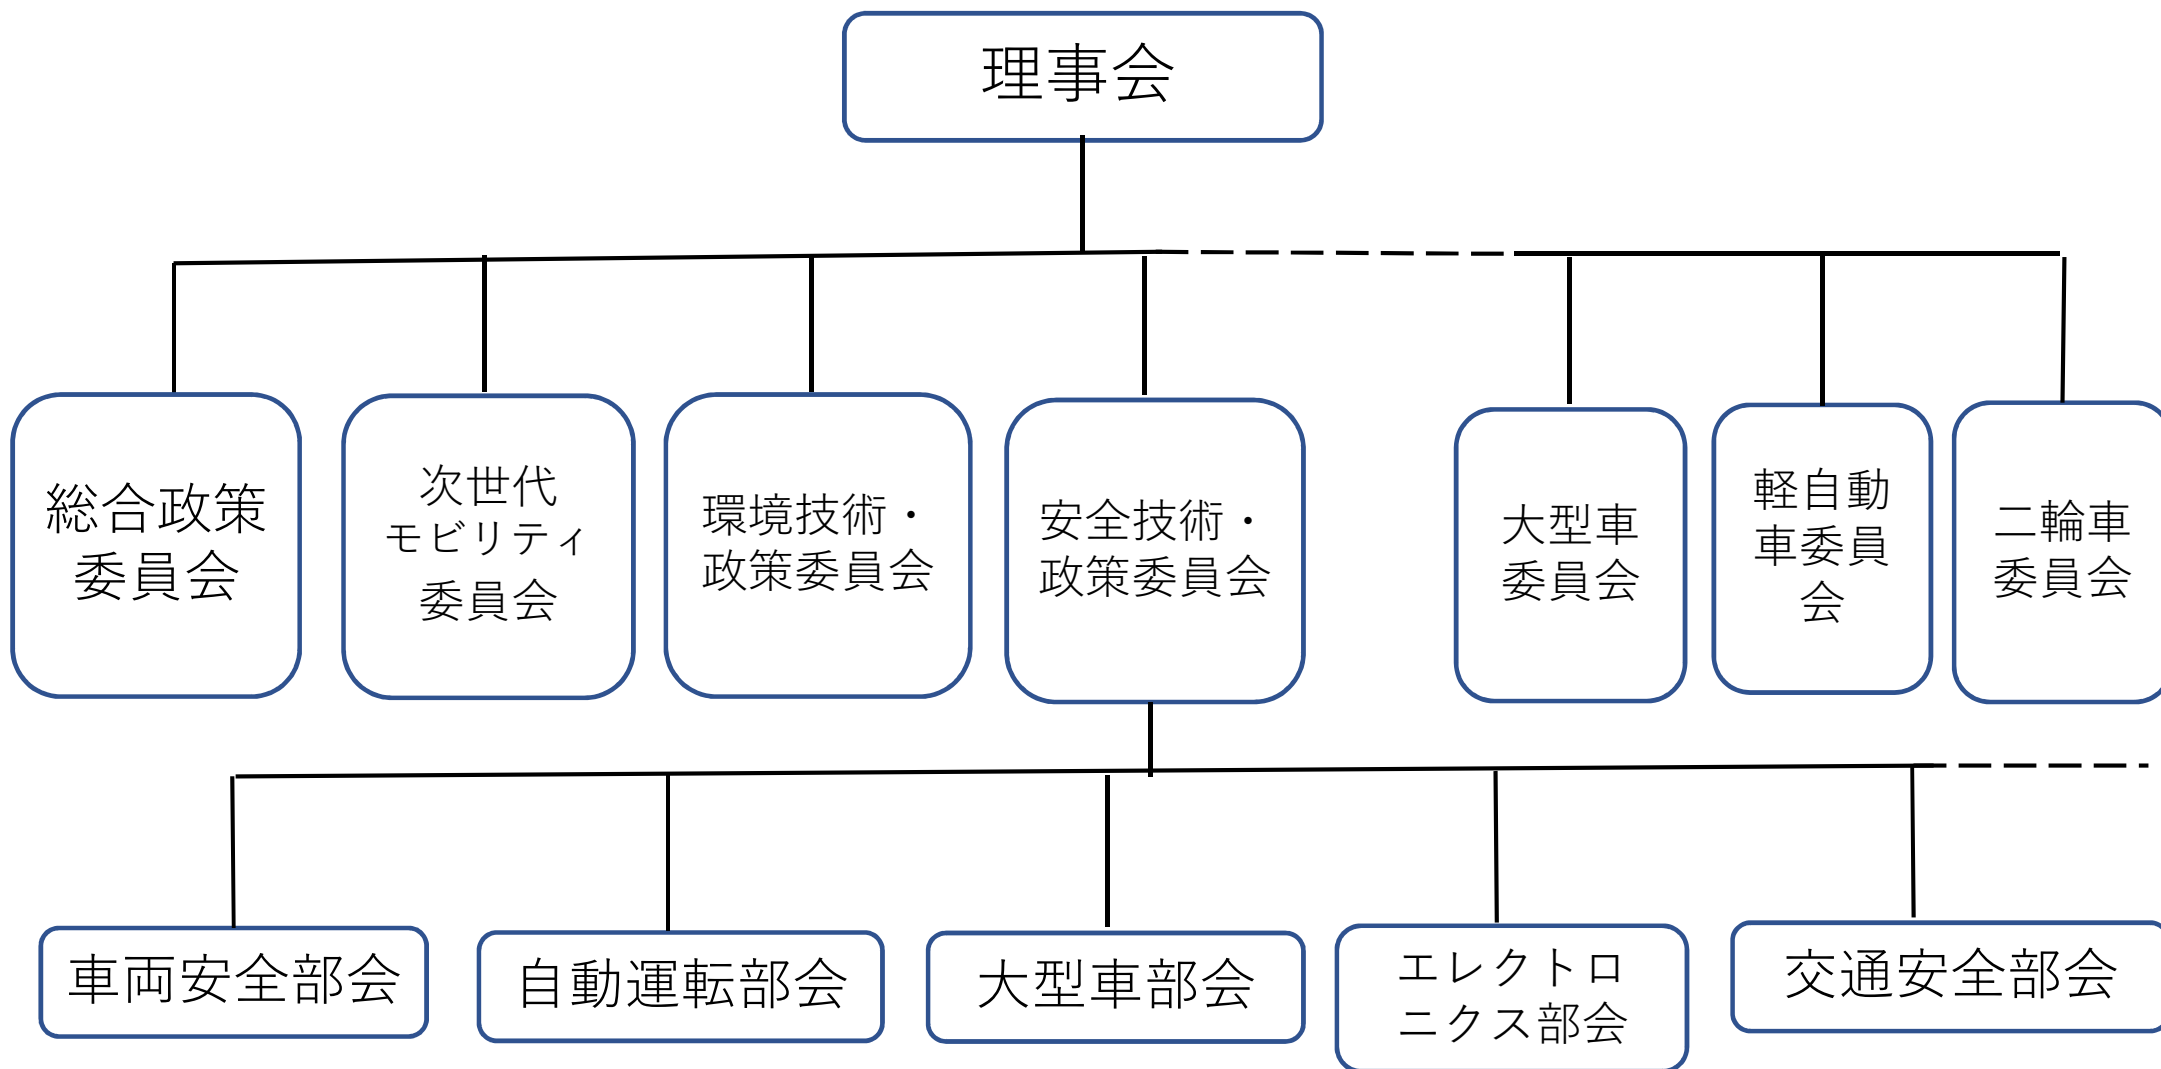 理事会
総合政策
委員会
次世代
モビリティ
委員会
環境技術・
政策委員会
安全技術・
政策委員会
大型車
委員会
軽自動
車委員
会
二輪車
委員会
車両安全部会
自動運転部会
大型車部会
エレクトロ
ニクス部会
交通安全部会